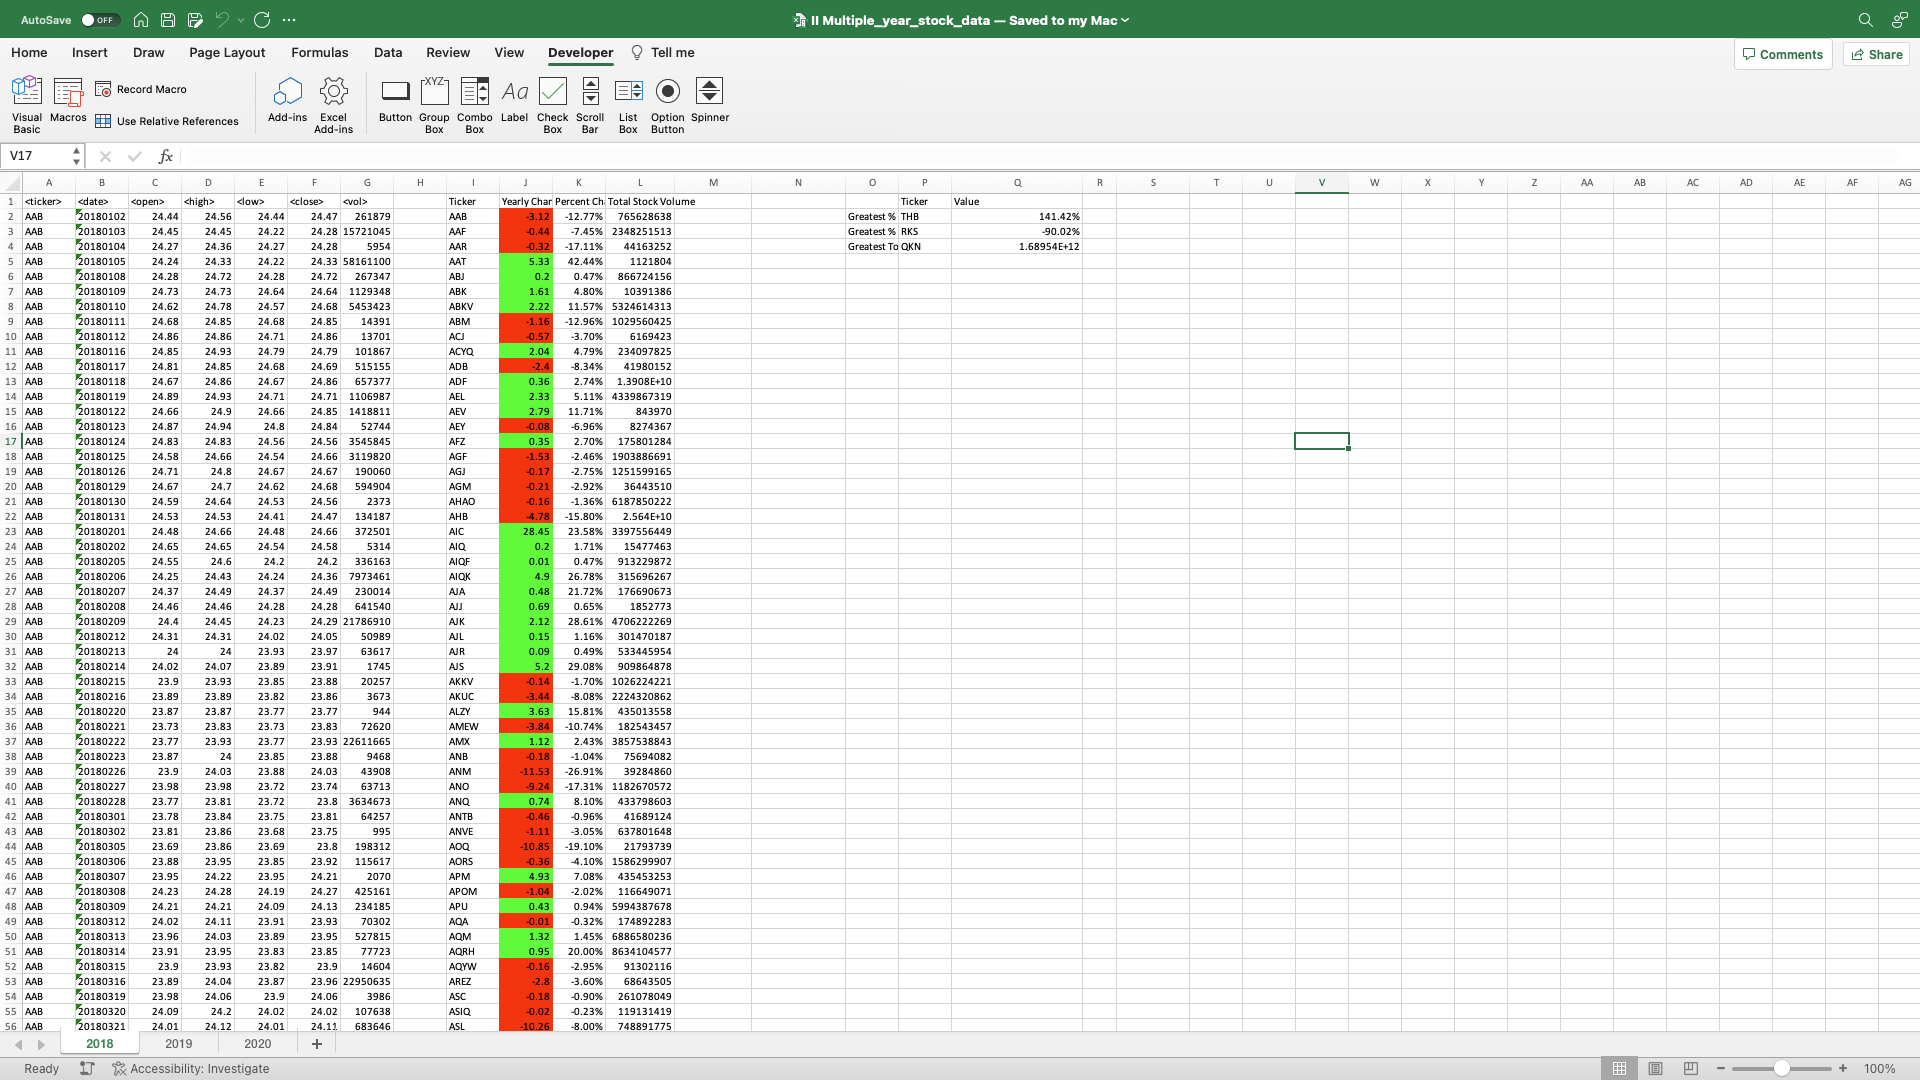 AutoSave OFF II Multiple_year_stock_data — Saved to my Mac
Home Insert Draw Page Layout Formulas Data Review View Developer Tell me Comments Share
Visual Basic Macros Record Macro Use Relative References Add-ins Excel Add-ins Button Group Box Combo Box Label Check Box Scroll Bar List Box Option Button Spinner
V17 fx
A B C D E F G H I J K L M N O P Q R S T U V W X Y Z AA AB AC AD AE AF AG
1 <ticker> <date> <open> <high> <low> <close> <vol> Ticker Yearly Char Percent Ch Total Stock Volume Ticker Value
2 AAB 20180102 24.44 24.56 24.44 24.47 261879 AAB -3.12 -12.77% 765628638 Greatest % THB 141.42%
3 AAB 20180103 24.45 24.45 24.22 24.28 15721045 AAF -0.44 -7.45% 2348251513 Greatest % RKS -90.02%
4 AAB 20180104 24.27 24.36 24.27 24.28 5954 AAR -0.32 -17.11% 44163252 Greatest To QKN 1.68954E+12
5 AAB 20180105 24.24 24.33 24.22 24.33 58161100 AAT 5.33 42.44% 1121804
6 AAB 20180108 24.28 24.72 24.28 24.72 267347 ABJ 0.2 0.47% 866724156
7 AAB 20180109 24.73 24.73 24.64 24.64 1129348 ABK 1.61 4.80% 10391386
8 AAB 20180110 24.62 24.78 24.57 24.68 5453423 ABKV 2.22 11.57% 5324614313
9 AAB 20180111 24.68 24.85 24.68 24.85 14391 ABM -1.16 -12.96% 1029560425
10 AAB 20180112 24.86 24.86 24.71 24.86 13701 ACJ -0.57 -3.70% 6169423
11 AAB 20180116 24.85 24.93 24.79 24.79 101867 ACYQ 2.04 4.79% 234097825
12 AAB 20180117 24.81 24.85 24.68 24.69 515155 ADB -2.4 -8.34% 41980152
13 AAB 20180118 24.67 24.86 24.67 24.86 657377 ADF 0.36 2.74% 1.3908E+10
14 AAB 20180119 24.89 24.93 24.71 24.71 1106987 AEL 2.33 5.11% 4339867319
15 AAB 20180122 24.66 24.9 24.66 24.85 1418811 AEV 2.79 11.71% 843970
16 AAB 20180123 24.87 24.94 24.8 24.84 52744 AEY -0.08 -6.96% 8274367
17 AAB 20180124 24.83 24.83 24.56 24.56 3545845 AFZ 0.35 2.70% 175801284
18 AAB 20180125 24.58 24.66 24.54 24.66 3119820 AGF -1.53 -2.46% 1903886691
19 AAB 20180126 24.71 24.8 24.67 24.67 190060 AGJ -0.17 -2.75% 1251599165
20 AAB 20180129 24.67 24.7 24.62 24.68 594904 AGM -0.21 -2.92% 36443510
21 AAB 20180130 24.59 24.64 24.53 24.56 2373 AHAO -0.16 -1.36% 6187850222
22 AAB 20180131 24.53 24.53 24.41 24.47 134187 AHB -4.78 -15.80% 2.564E+10
23 AAB 20180201 24.48 24.66 24.48 24.66 372501 AIC 28.45 23.58% 3397556449
24 AAB 20180202 24.65 24.65 24.54 24.58 5314 AIQ 0.2 1.71% 15477463
25 AAB 20180205 24.55 24.6 24.2 24.2 336163 AIQF 0.01 0.47% 913229872
26 AAB 20180206 24.25 24.43 24.24 24.36 7973461 AIQK 4.9 26.78% 315696267
27 AAB 20180207 24.37 24.49 24.37 24.49 230014 AJA 0.48 21.72% 176690673
28 AAB 20180208 24.46 24.46 24.28 24.28 641540 AJJ 0.69 0.65% 1852773
29 AAB 20180209 24.4 24.45 24.23 24.29 21786910 AJK 2.12 28.61% 4706222269
30 AAB 20180212 24.31 24.31 24.02 24.05 50989 AJL 0.15 1.16% 301470187
31 AAB 20180213 24 24 23.93 23.97 63617 AJR 0.09 0.49% 533445954
32 AAB 20180214 24.02 24.07 23.89 23.91 1745 AJS 5.2 29.08% 909864878
33 AAB 20180215 23.9 23.93 23.85 23.88 20257 AKKV -0.14 -1.70% 1026224221
34 AAB 20180216 23.89 23.89 23.82 23.86 3673 AKUC -3.44 -8.08% 2224320862
35 AAB 20180220 23.87 23.87 23.77 23.77 944 ALZY 3.63 15.81% 435013558
36 AAB 20180221 23.73 23.83 23.73 23.83 72620 AMEW -3.84 -10.74% 182543457
37 AAB 20180222 23.77 23.93 23.77 23.93 22611665 AMX 1.12 2.43% 3857538843
38 AAB 20180223 23.87 24 23.85 23.88 9468 ANB -0.18 -1.04% 75694082
39 AAB 20180226 23.9 24.03 23.88 24.03 43908 ANM -11.53 -26.91% 39284860
40 AAB 20180227 23.98 23.98 23.72 23.74 63713 ANO -9.24 -17.31% 1182670572
41 AAB 20180228 23.77 23.81 23.72 23.8 3634673 ANQ 0.74 8.10% 433798603
42 AAB 20180301 23.78 23.84 23.75 23.81 64257 ANTB -0.46 -0.96% 41689124
43 AAB 20180302 23.81 23.86 23.68 23.75 995 ANVE -1.11 -3.05% 637801648
44 AAB 20180305 23.69 23.86 23.69 23.8 198312 AOQ -10.85 -19.10% 21793739
45 AAB 20180306 23.88 23.95 23.85 23.92 115617 AORS -0.36 -4.10% 1586299907
46 AAB 20180307 23.95 24.22 23.95 24.21 2070 APM 4.93 7.08% 435453253
47 AAB 20180308 24.23 24.28 24.19 24.27 425161 APOM -1.04 -2.02% 116649071
48 AAB 20180309 24.21 24.21 24.09 24.13 234185 APU 0.43 0.94% 5994387678
49 AAB 20180312 24.02 24.11 23.91 23.93 70302 AQA -0.01 -0.32% 174892283
50 AAB 20180313 23.96 24.03 23.89 23.95 527815 AQM 1.32 1.45% 6886580236
51 AAB 20180314 23.91 23.95 23.83 23.85 77723 AQRH 0.95 20.00% 8634104577
52 AAB 20180315 23.9 23.93 23.82 23.9 14604 AQYW -0.16 -2.95% 91302116
53 AAB 20180316 23.89 24.04 23.87 23.96 22950635 AREZ -2.8 -3.60% 68643505
54 AAB 20180319 23.98 24.06 23.9 24.06 3986 ASC -0.18 -0.90% 261078049
55 AAB 20180320 24.09 24.2 24.02 24.02 107638 ASIQ -0.02 -0.23% 119131419
56 AAB 20180321 24.01 24.12 24.01 24.11 683646 ASL -10.26 -8.00% 748891775
2018 2019 2020 +
Ready Accessibility: Investigate 100%